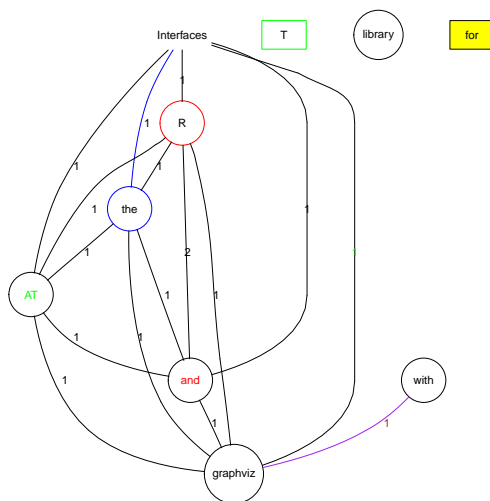 Interfaces T library for
1
R
1 1
1 the 1 1
1 2 1
AT 1 1
1 1
1 and with
1 1
graphviz